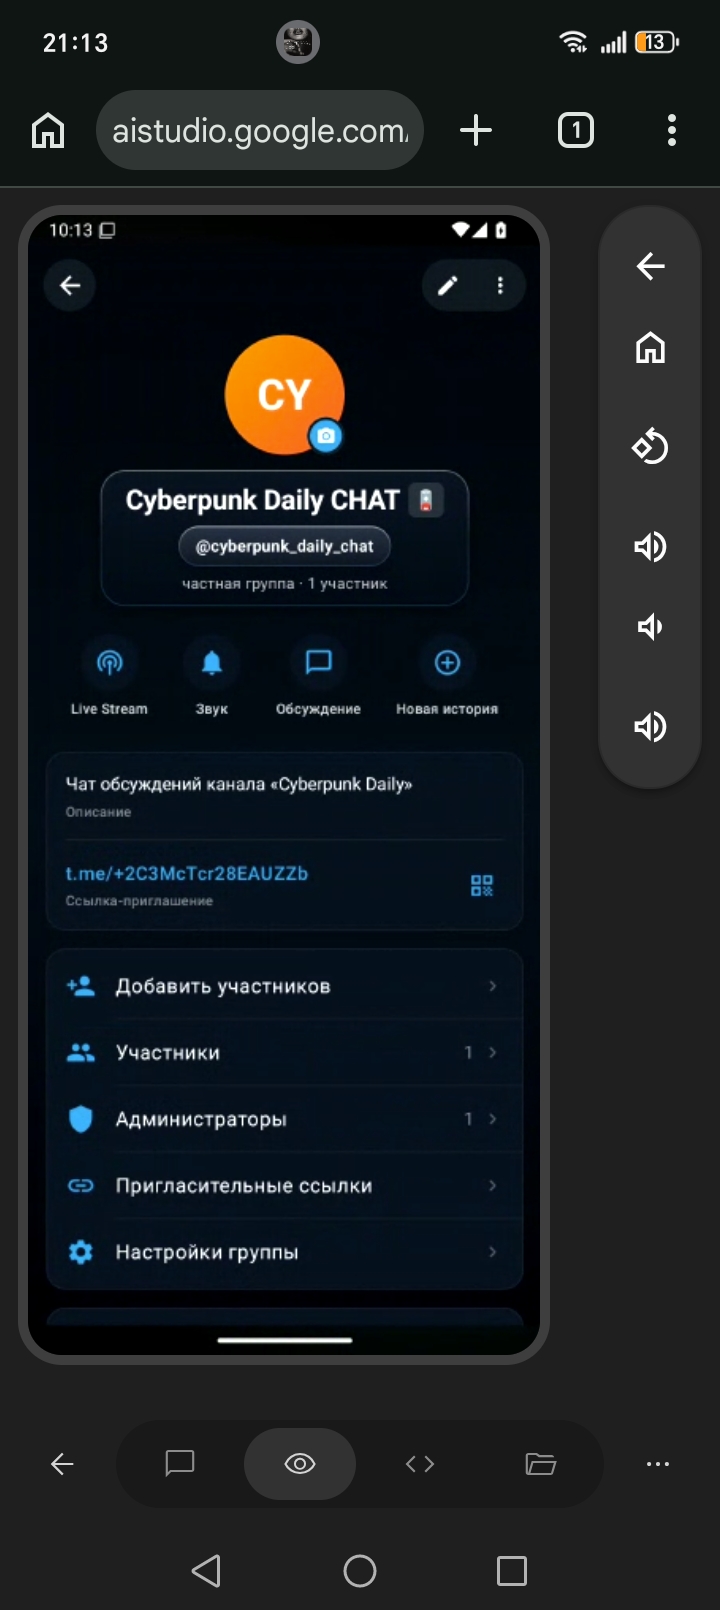 21:13
13
aistudio.google.com/
1
10:13
CY
Cyberpunk Daily CHAT
@cyberpunk_daily_chat
частная группа · 1 участник
Live Stream
Звук
Обсуждение
Новая история
Чат обсуждений канала «Cyberpunk Daily»
Описание
t.me/+2C3McTcr28EAUZZb
Ссылка-приглашение
Добавить участников
Участники 1
Администраторы 1
Пригласительные ссылки
Настройки группы